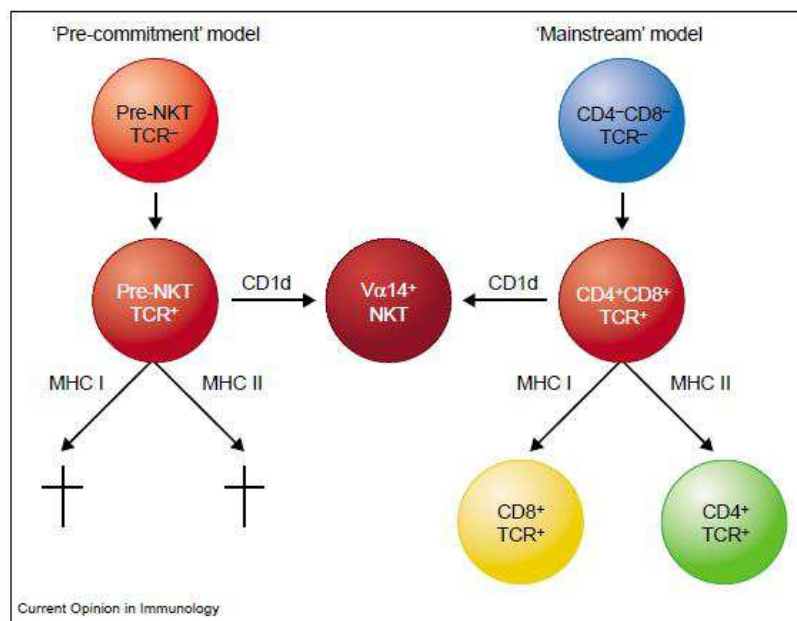 ‘Pre-commitment’ model
‘Mainstream’ model
Pre-NKT
TCR⁻
CD4⁻CD8⁻
TCR⁻
Pre-NKT
TCR⁺
CD1d
Vα14⁺
NKT
CD1d
CD4⁺CD8⁺
TCR⁺
MHC I
MHC II
MHC I
MHC II
CD8⁺
TCR⁺
CD4⁺
TCR⁺
Current Opinion in Immunology